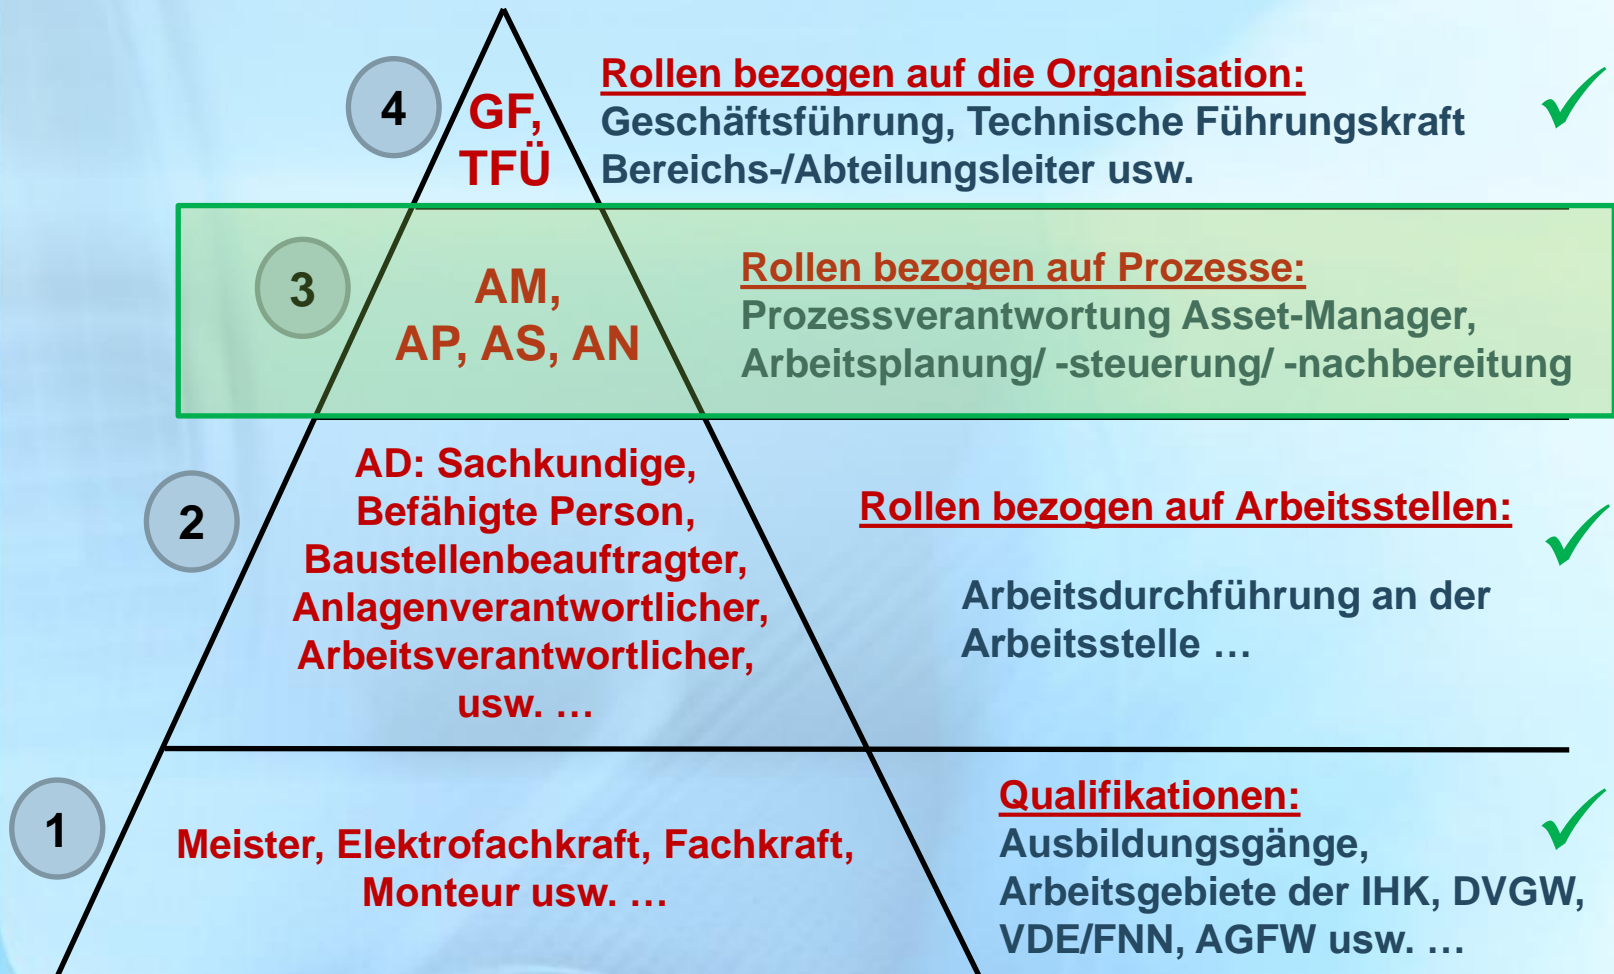 4
GF,
TFÜ
Rollen bezogen auf die Organisation:
Geschäftsführung, Technische Führungskraft
Bereichs-/Abteilungsleiter usw.
3
AM,
AP, AS, AN
Rollen bezogen auf Prozesse:
Prozessverantwortung Asset-Manager,
Arbeitsplanung/ -steuerung/ -nachbereitung
2
AD: Sachkundige,
Befähigte Person,
Baustellenbeauftragter,
Anlagenverantwortlicher,
Arbeitsverantwortlicher,
usw. …
Rollen bezogen auf Arbeitsstellen:
Arbeitsdurchführung an der
Arbeitsstelle …
1
Meister, Elektrofachkraft, Fachkraft,
Monteur usw. …
Qualifikationen:
Ausbildungsgänge,
Arbeitsgebiete der IHK, DVGW,
VDE/FNN, AGFW usw. …